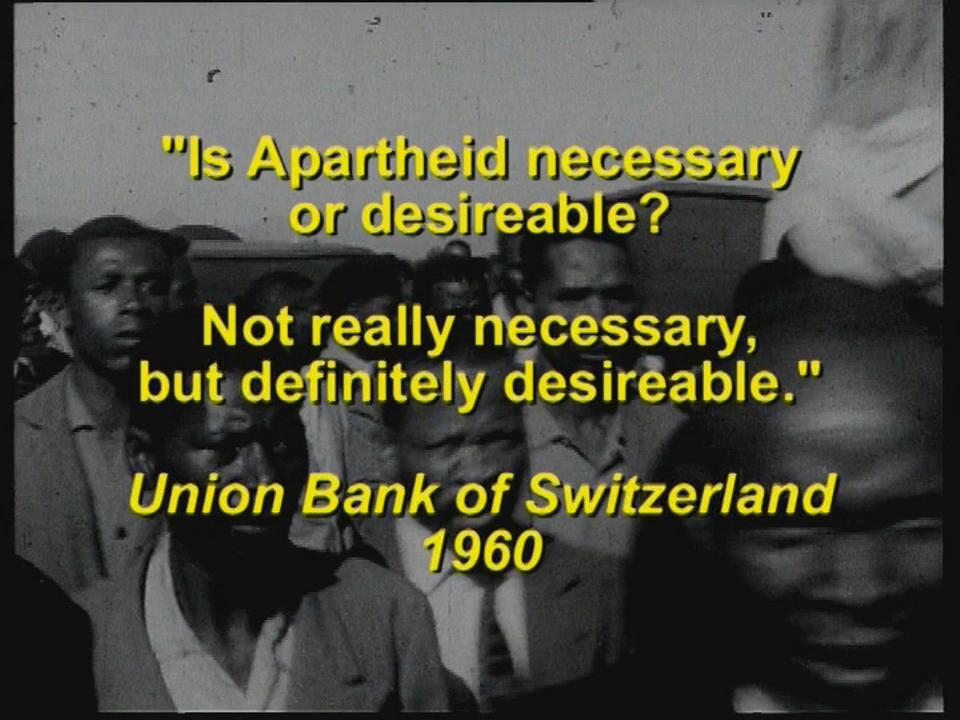 "Is Apartheid necessary
or desireable?
Not really necessary,
but definitely desireable."
Union Bank of Switzerland
1960